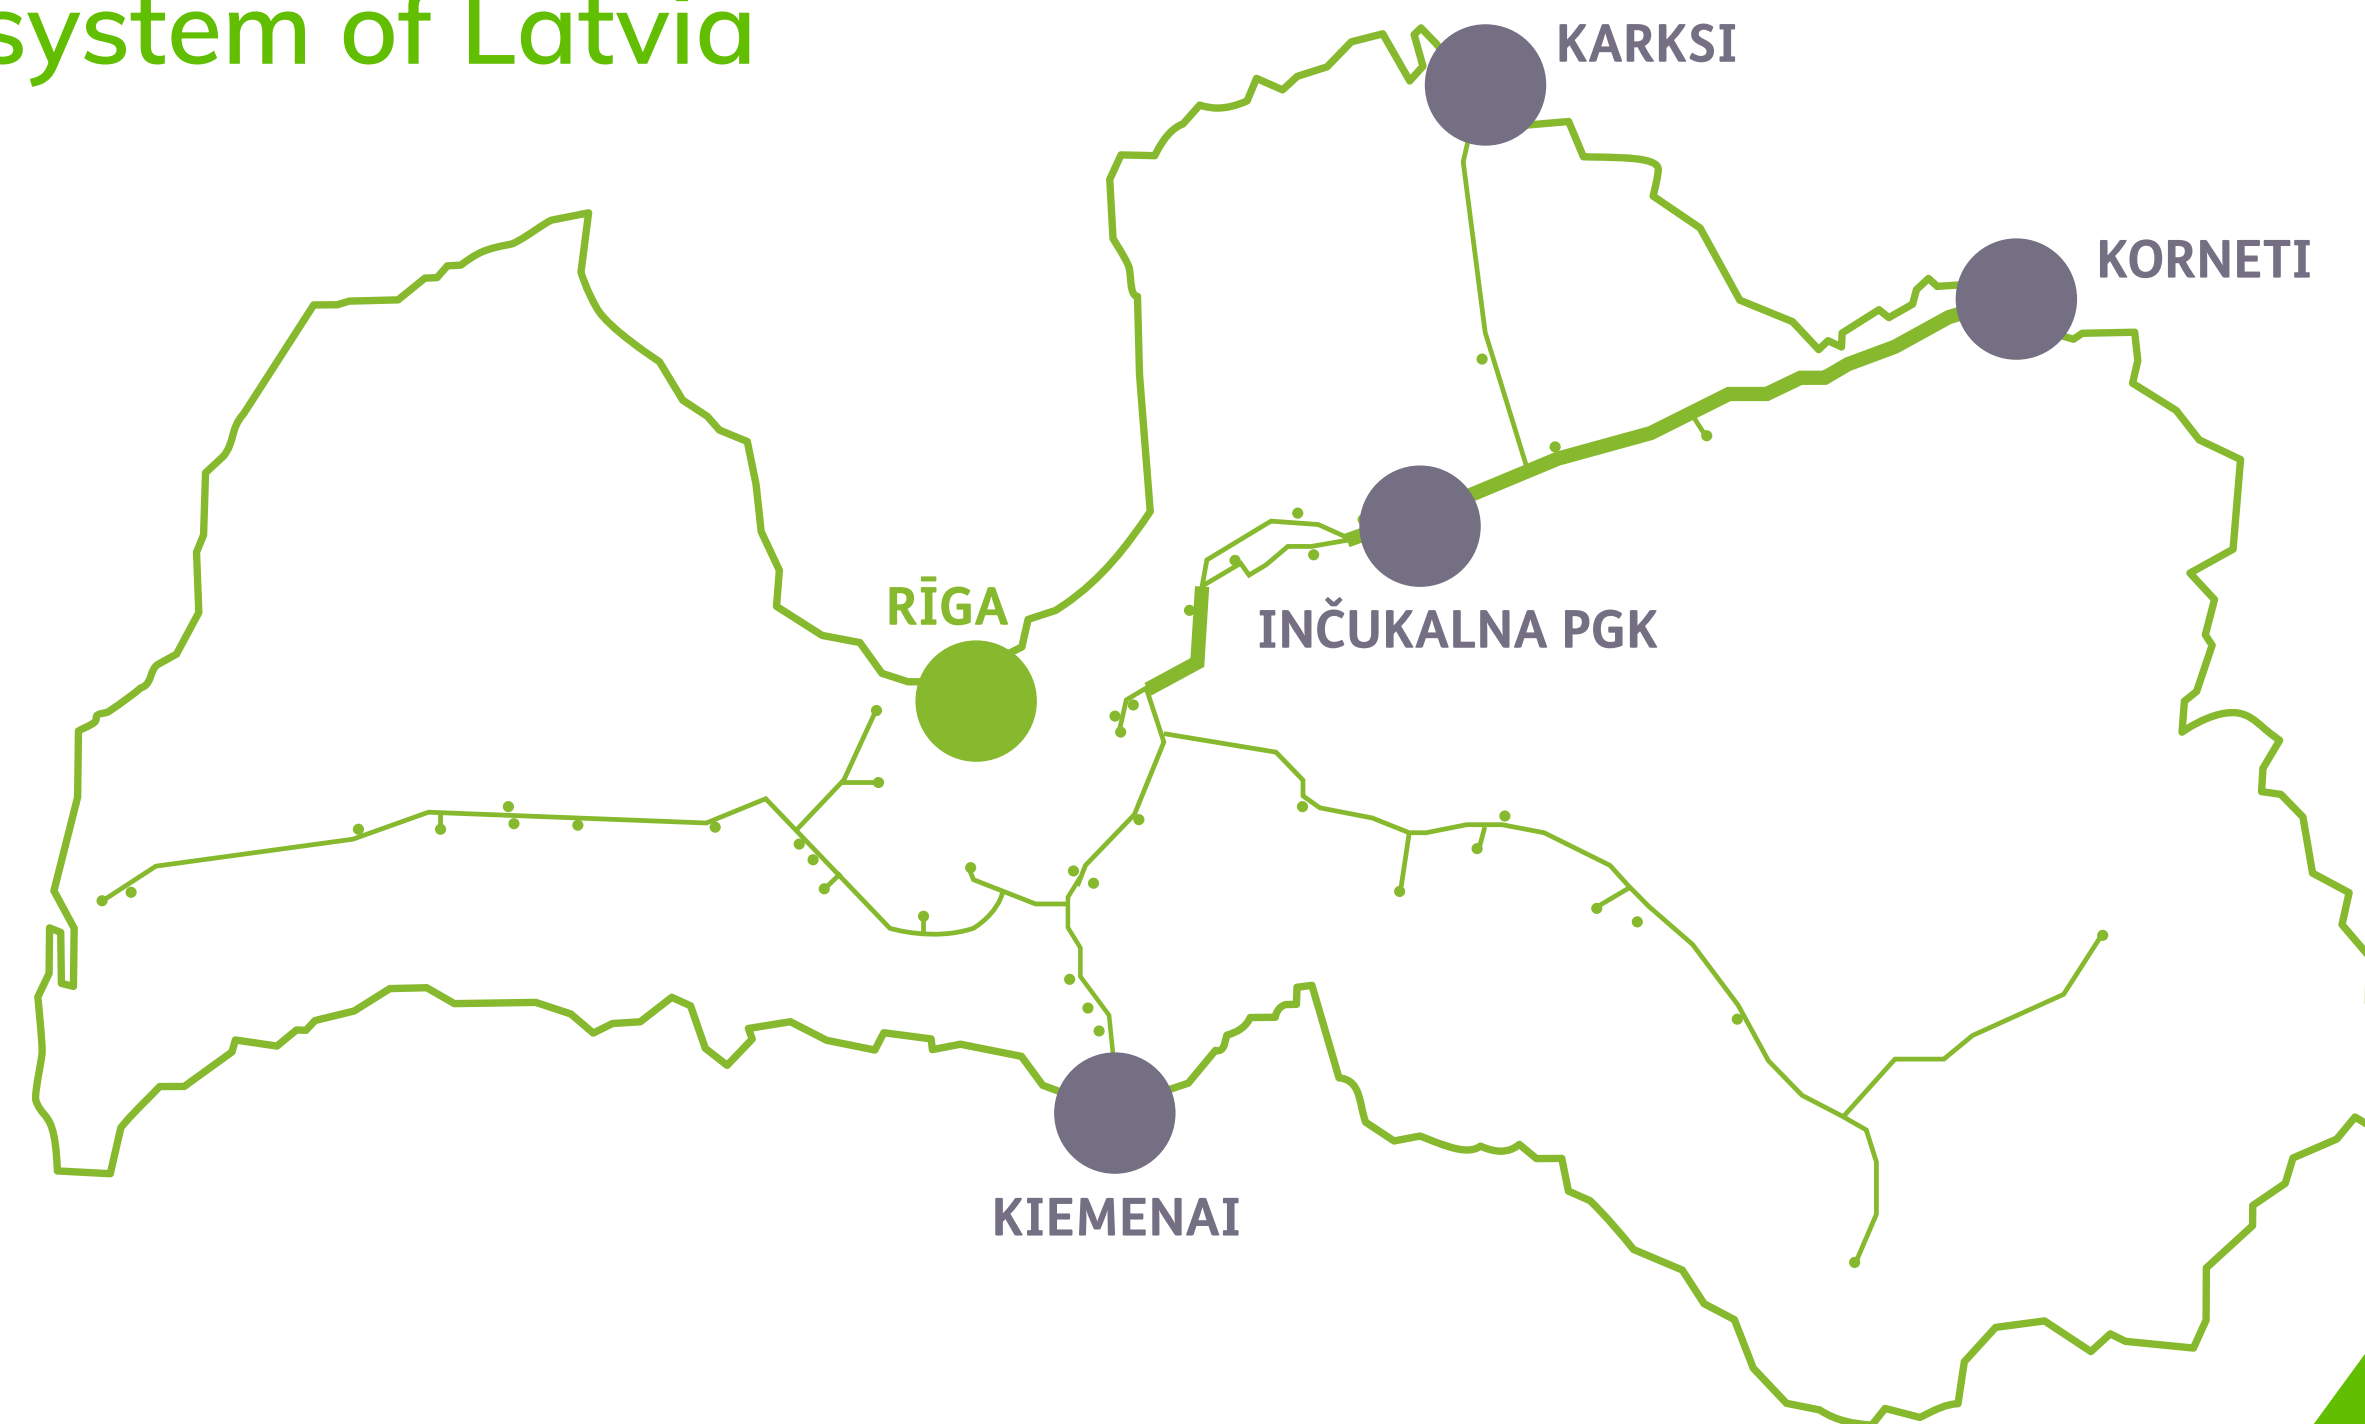 system of Latvia
KARKSI
KORNETI
RĪGA
INČUKALNA PGK
KIEMENAI